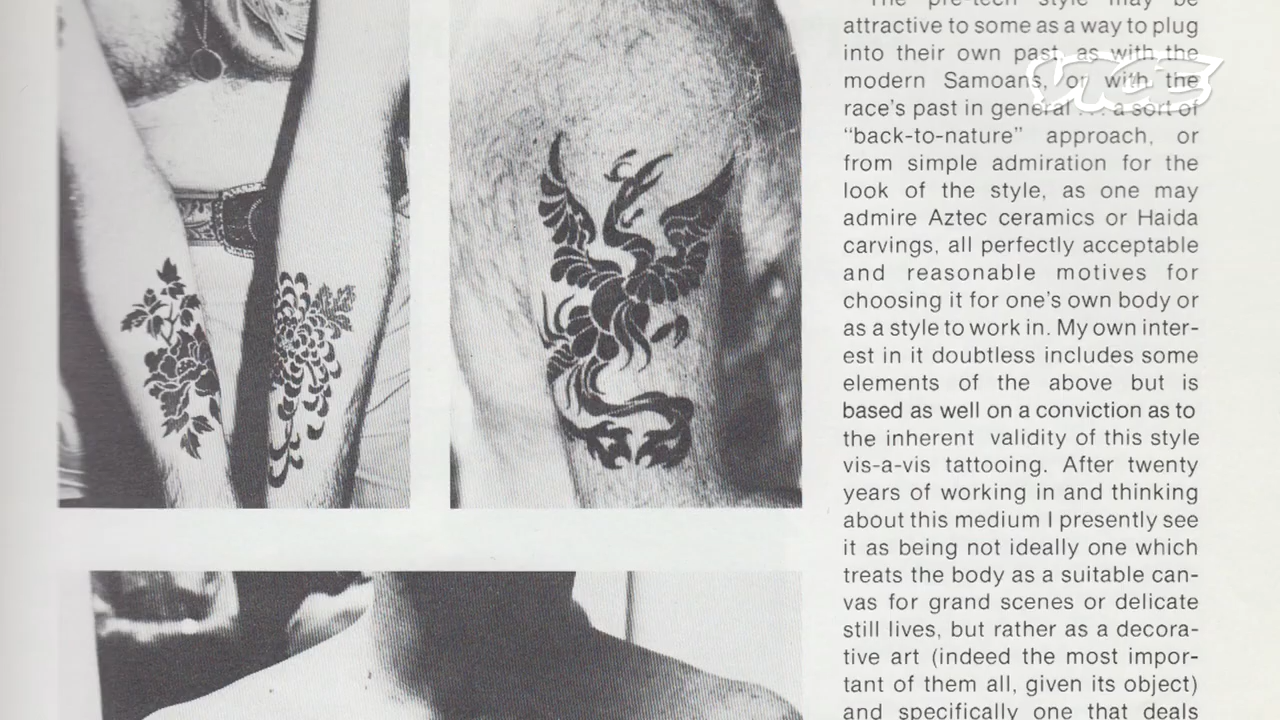 The pre-tech style may be
attractive to some as a way to plug
into their own past, as with the
modern Samoans, or with the
race's past in general . . . a sort of
“back-to-nature” approach, or
from simple admiration for the
look of the style, as one may
admire Aztec ceramics or Haida
carvings, all perfectly acceptable
and reasonable motives for
choosing it for one's own body or
as a style to work in. My own inter-
est in it doubtless includes some
elements of the above but is
based as well on a conviction as to
the inherent validity of this style
vis-a-vis tattooing. After twenty
years of working in and thinking
about this medium I presently see
it as being not ideally one which
treats the body as a suitable can-
vas for grand scenes or delicate
still lives, but rather as a decora-
tive art (indeed the most impor-
tant of them all, given its object)
and specifically one that deals
VICE